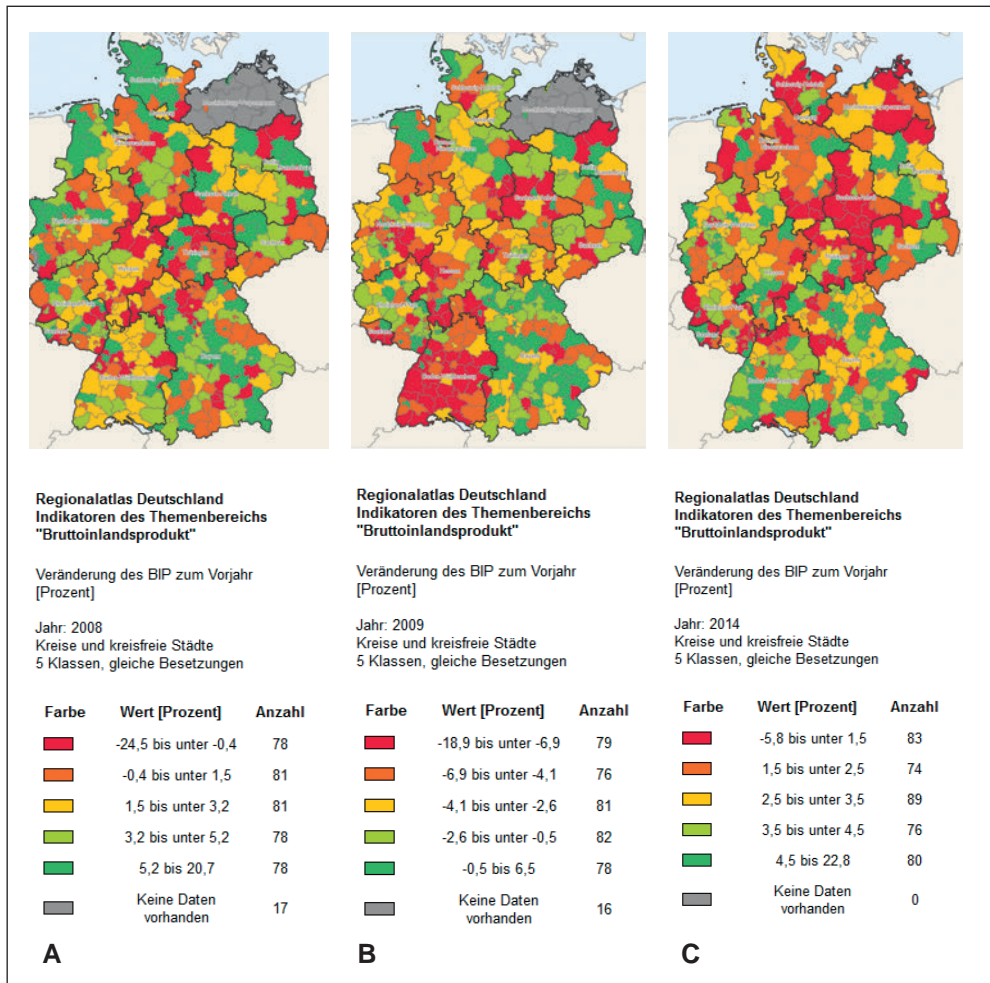 Regionalatlas Deutschland
Indikatoren des Themenbereichs
"Bruttoinlandsprodukt"
Veränderung des BIP zum Vorjahr
[Prozent]
Jahr: 2008
Kreise und kreisfreie Städte
5 Klassen, gleiche Besetzungen
Farbe Wert [Prozent] Anzahl
-24,5 bis unter -0,4 78
-0,4 bis unter 1,5 81
1,5 bis unter 3,2 81
3,2 bis unter 5,2 78
5,2 bis 20,7 78
Keine Daten
vorhanden 17
A
Regionalatlas Deutschland
Indikatoren des Themenbereichs
"Bruttoinlandsprodukt"
Veränderung des BIP zum Vorjahr
[Prozent]
Jahr: 2009
Kreise und kreisfreie Städte
5 Klassen, gleiche Besetzungen
Farbe Wert [Prozent] Anzahl
-18,9 bis unter -6,9 79
-6,9 bis unter -4,1 76
-4,1 bis unter -2,6 81
-2,6 bis unter -0,5 82
-0,5 bis 6,5 78
Keine Daten
vorhanden 16
B
Regionalatlas Deutschland
Indikatoren des Themenbereichs
"Bruttoinlandsprodukt"
Veränderung des BIP zum Vorjahr
[Prozent]
Jahr: 2014
Kreise und kreisfreie Städte
5 Klassen, gleiche Besetzungen
Farbe Wert [Prozent] Anzahl
-5,8 bis unter 1,5 83
1,5 bis unter 2,5 74
2,5 bis unter 3,5 89
3,5 bis unter 4,5 76
4,5 bis 22,8 80
Keine Daten
vorhanden 0
C